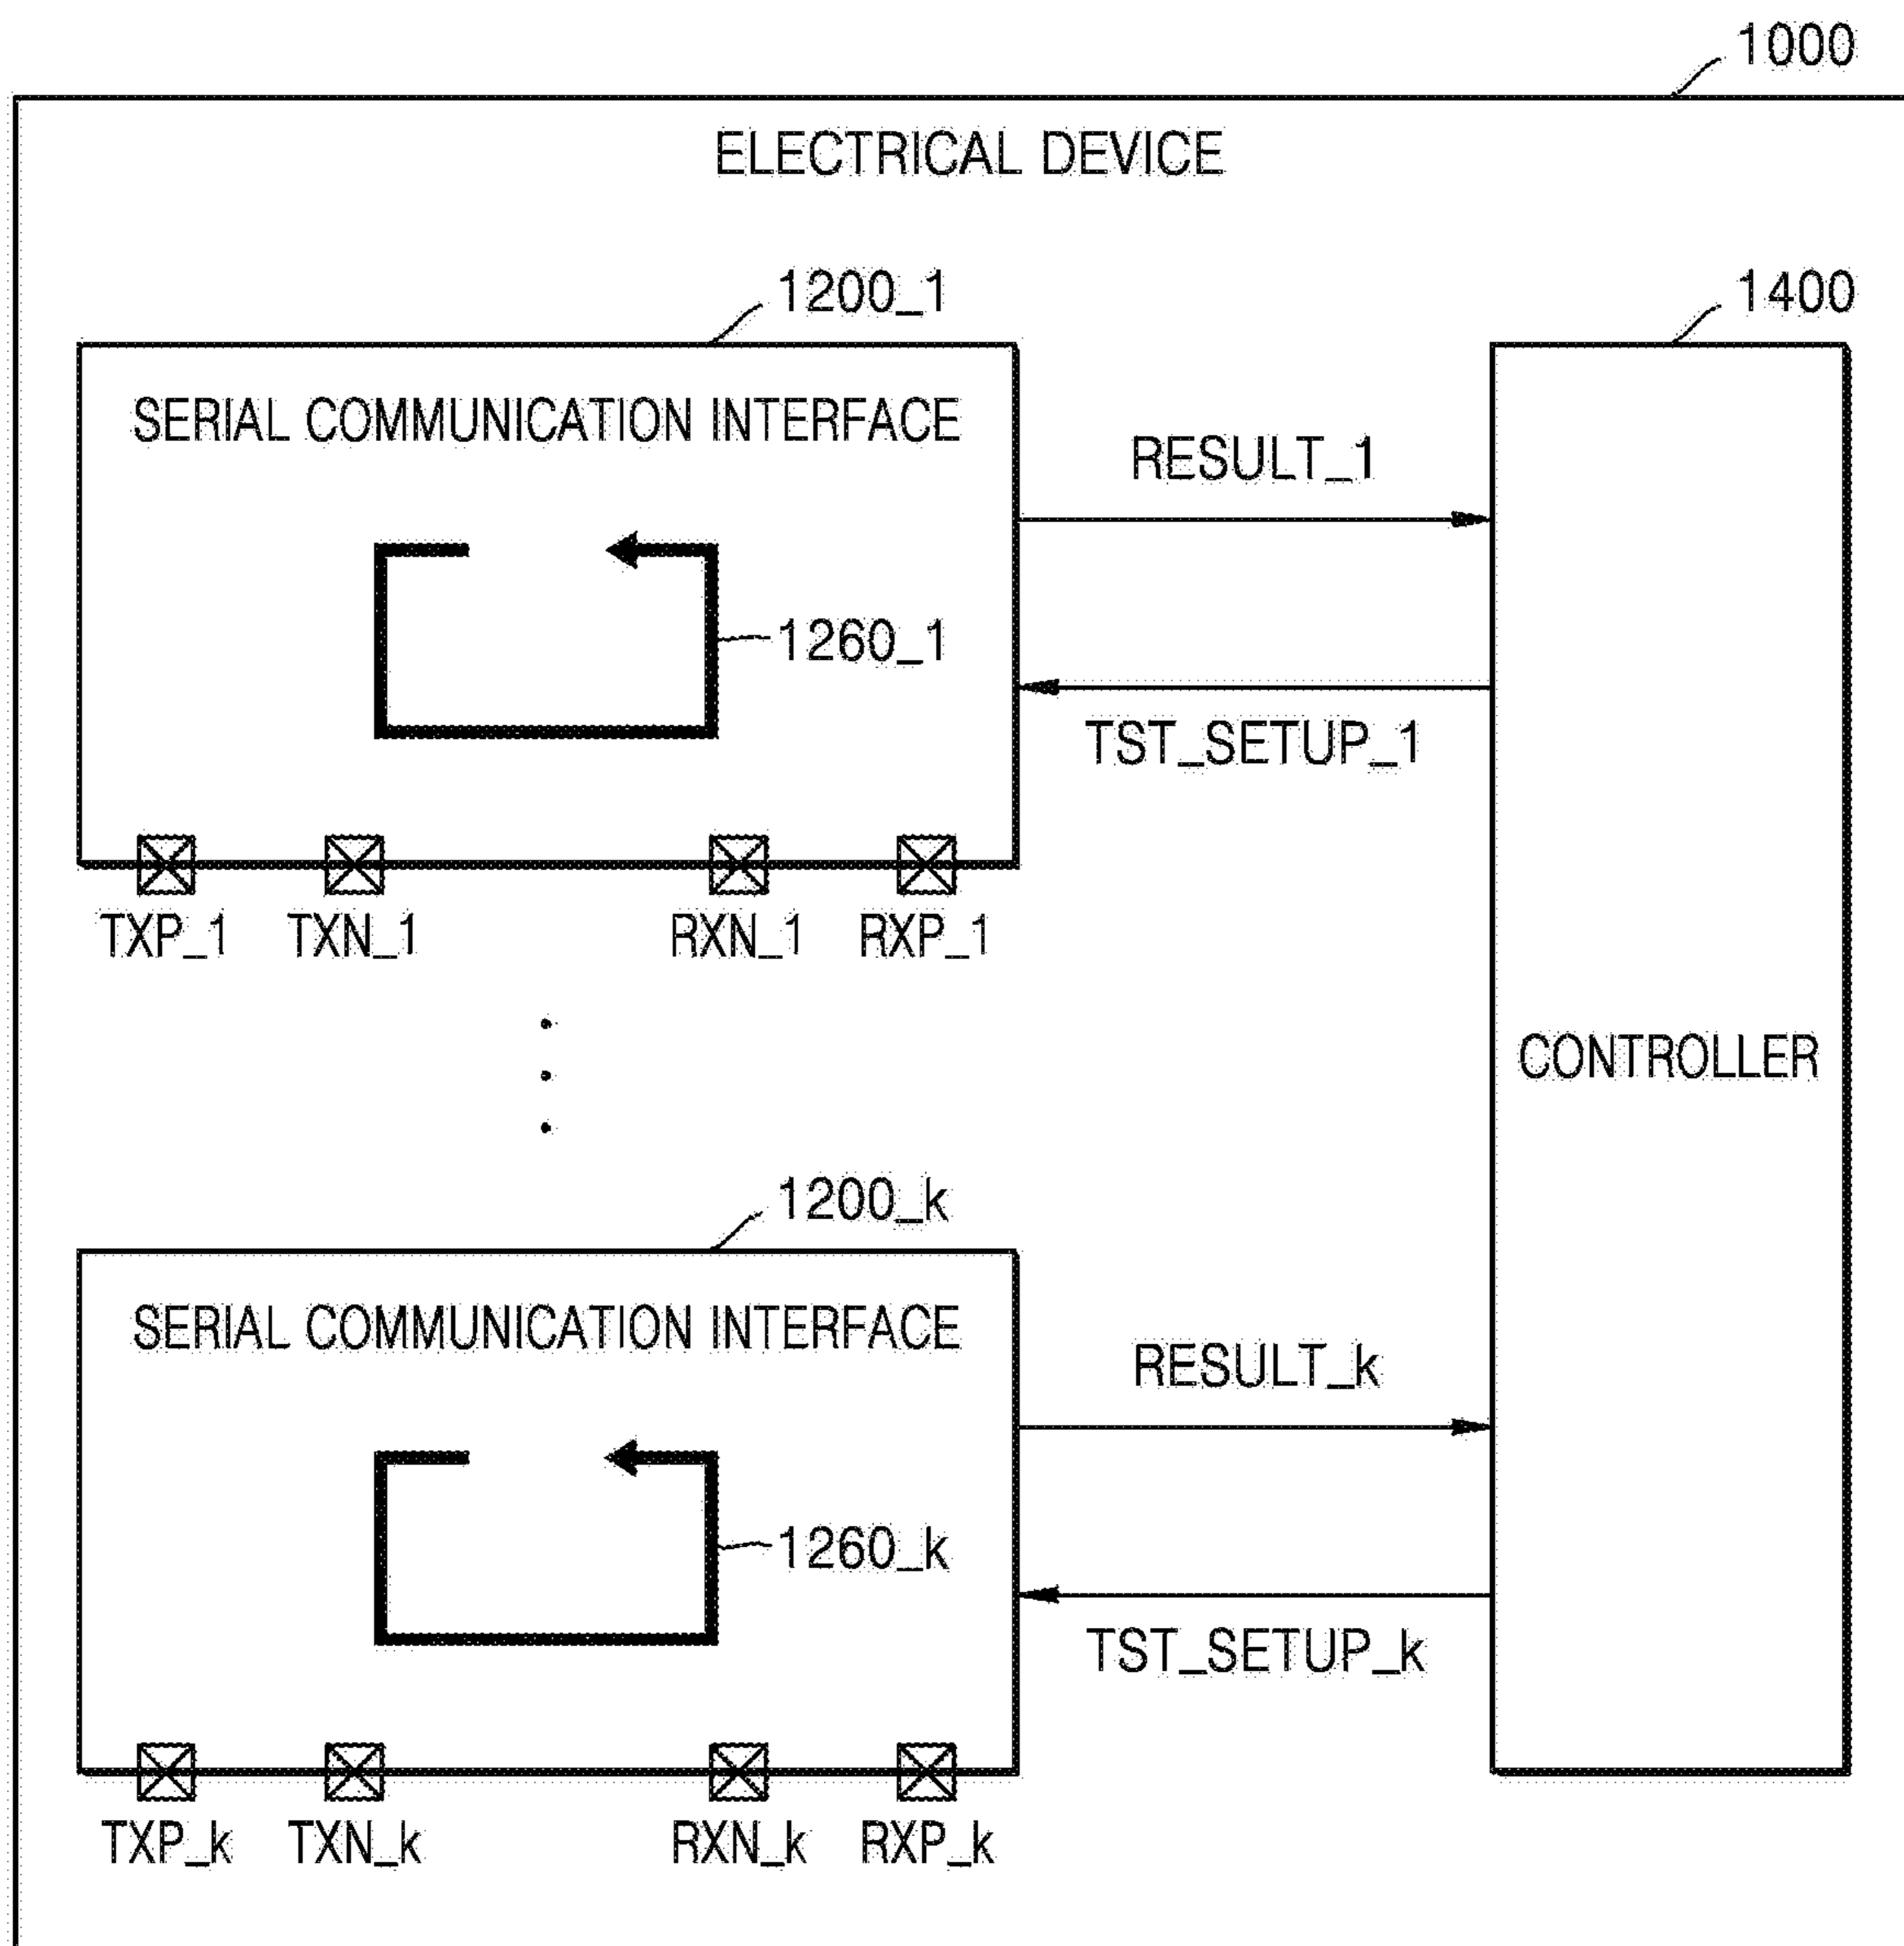 1000
ELECTRICAL DEVICE
1200_1
1400
SERIAL COMMUNICATION INTERFACE
RESULT_1
1260_1
TST_SETUP_1
TXP_1 TXN_1 RXN_1 RXP_1
CONTROLLER
1200_k
SERIAL COMMUNICATION INTERFACE
RESULT_k
1260_k
TST_SETUP_k
TXP_k TXN_k RXN_k RXP_k